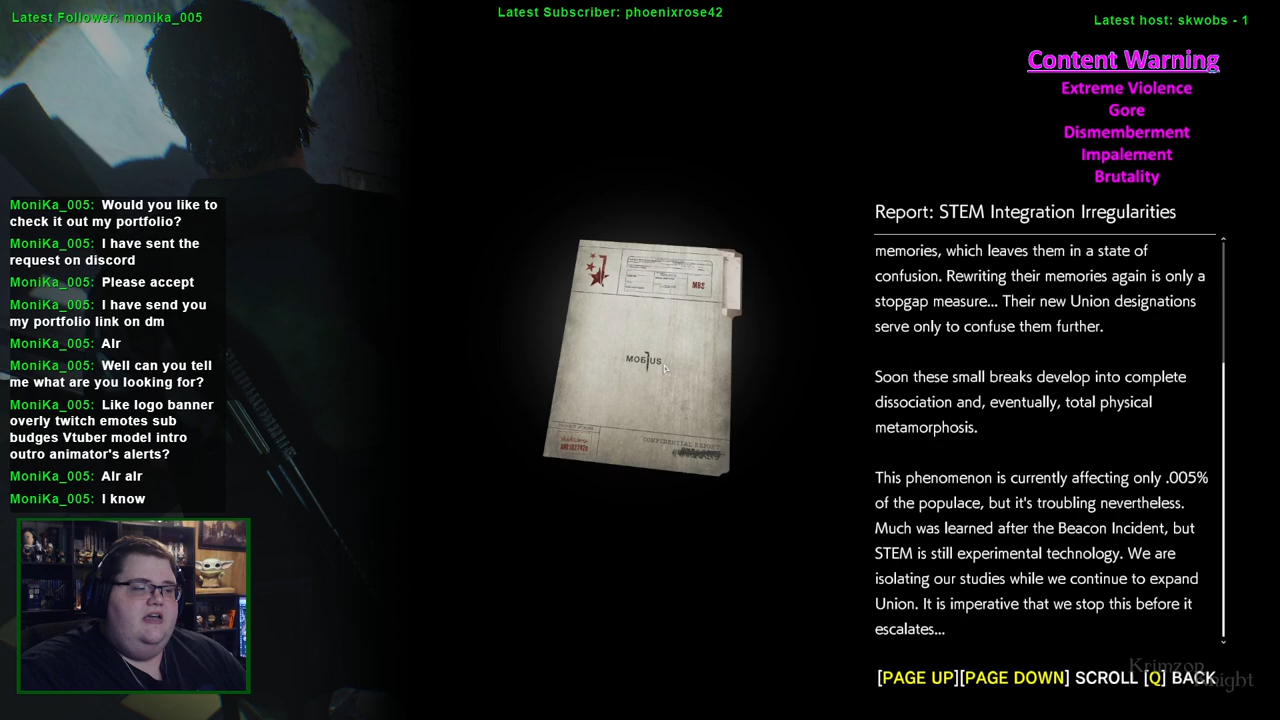 Latest Follower: monika_005
Latest Subscriber: phoenixrose42
Latest host: skwobs - 1
Content Warning
Extreme Violence
Gore
Dismemberment
Impalement
Brutality
MoniKa_005: Would you like to
check it out my portfolio?
MoniKa_005: I have sent the
request on discord
MoniKa_005: Please accept
MoniKa_005: I have send you
my portfolio link on dm
MoniKa_005: Alr
MoniKa_005: Well can you tell
me what are you looking for?
MoniKa_005: Like logo banner
overly twitch emotes sub
budges Vtuber model intro
outro animator's alerts?
MoniKa_005: Alr alr
MoniKa_005: I know
MBS
MOBIUS
CONFIDENTIAL REPORT
Report: STEM Integration Irregularities
memories, which leaves them in a state of
confusion. Rewriting their memories again is only a
stopgap measure... Their new Union designations
serve only to confuse them further.
Soon these small breaks develop into complete
dissociation and, eventually, total physical
metamorphosis.
This phenomenon is currently affecting only .005%
of the populace, but it's troubling nevertheless.
Much was learned after the Beacon Incident, but
STEM is still experimental technology. We are
isolating our studies while we continue to expand
Union. It is imperative that we stop this before it
escalates...
Krimzon
Knight
[PAGE UP][PAGE DOWN] SCROLL [Q] BACK